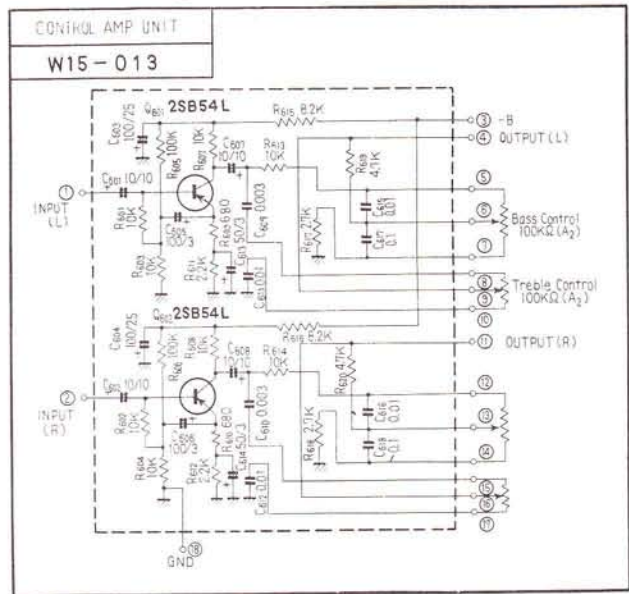 CONTROL AMP UNIT
W15-013
Q601 2SB54L
C603 100/25
R605 100K
R607 10K
C607 10/10
R615 8.2K
R613 10K
③ -B
④ OUTPUT(L)
R619 4.7K
⑤
① INPUT (L)
C601 10/10
R601 10K
C605 100/3
R603 10K
R609 680
C613 50/3
R611 2.2K
C609 0.003
C611 0.01
R617 2.7K
C615 0.01
C617 0.1
⑥ Bass Control
100KΩ(A2)
⑦
⑧ Treble Control
⑨ 100KΩ(A2)
⑩
Q602 2SB54L
C604 100/25
R606 100K
R608 10K
C608 10/10
R616 8.2K
R614 10K
⑪ OUTPUT(R)
R620 4.7K
⑫
② INPUT (R)
C602 10/10
R602 10K
C606 100/3
R604 10K
R610 680
C614 50/3
R612 2.2K
C610 0.003
C612 0.01
R618 2.7K
C616 0.01
C618 0.1
⑬
⑭
⑮
⑯
⑰
⑱
GND